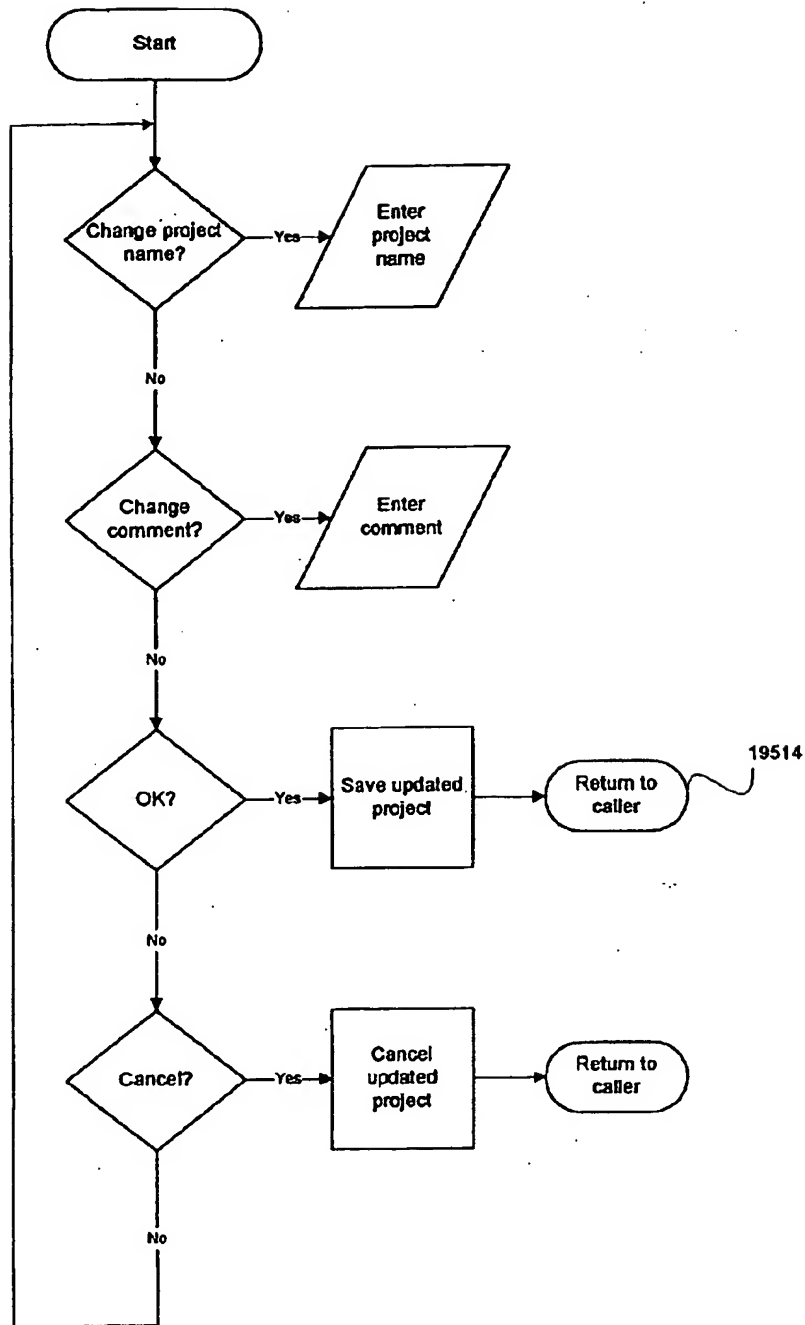 Start
Change project
name?
Yes
Enter
project
name
No
Change
comment?
Yes
Enter
comment
No
OK?
Yes
Save updated
project
Return to
caller
19514
No
Cancel?
Yes
Cancel
updated
project
Return to
caller
No